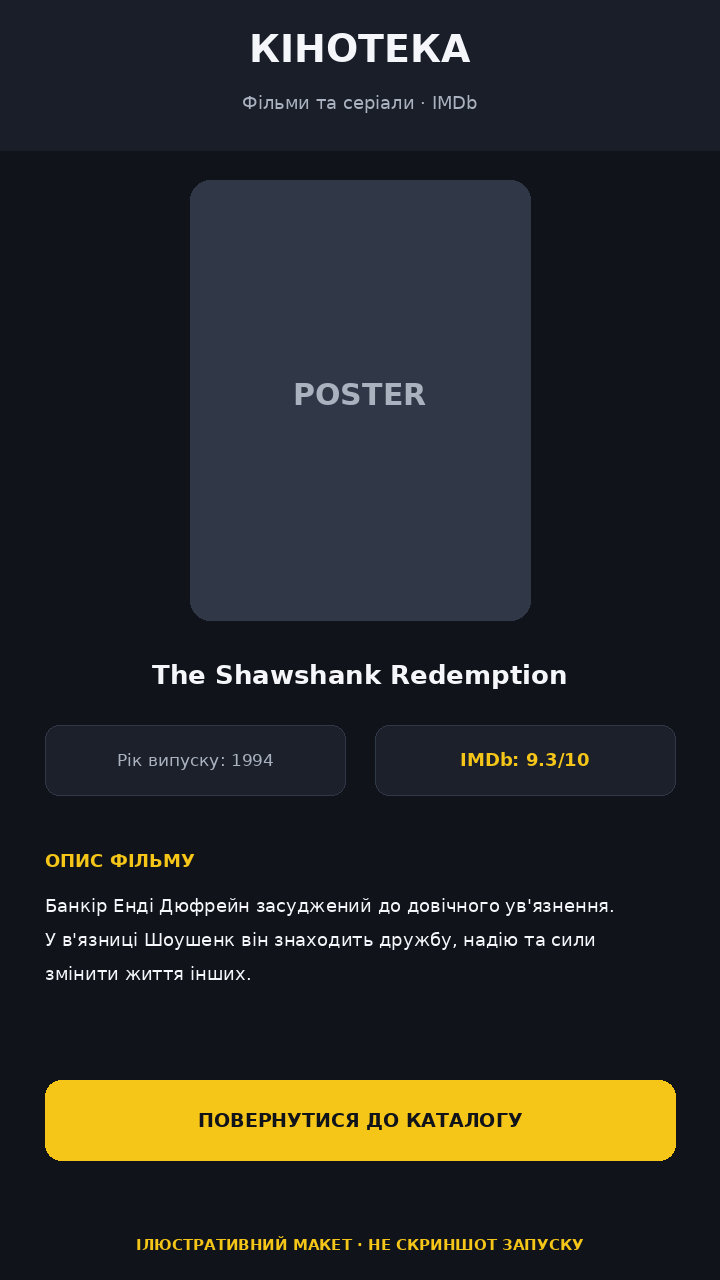 КІНОТЕКА
Фільми та серіали · IMDb
POSTER
The Shawshank Redemption
Рік випуску: 1994
IMDb: 9.3/10
ОПИС ФІЛЬМУ
Банкір Енді Дюфрейн засуджений до довічного ув'язнення.
У в'язниці Шоушенк він знаходить дружбу, надію та сили
змінити життя інших.
ПОВЕРНУТИСЯ ДО КАТАЛОГУ
ІЛЮСТРАТИВНИЙ МАКЕТ · НЕ СКРИНШОТ ЗАПУСКУ